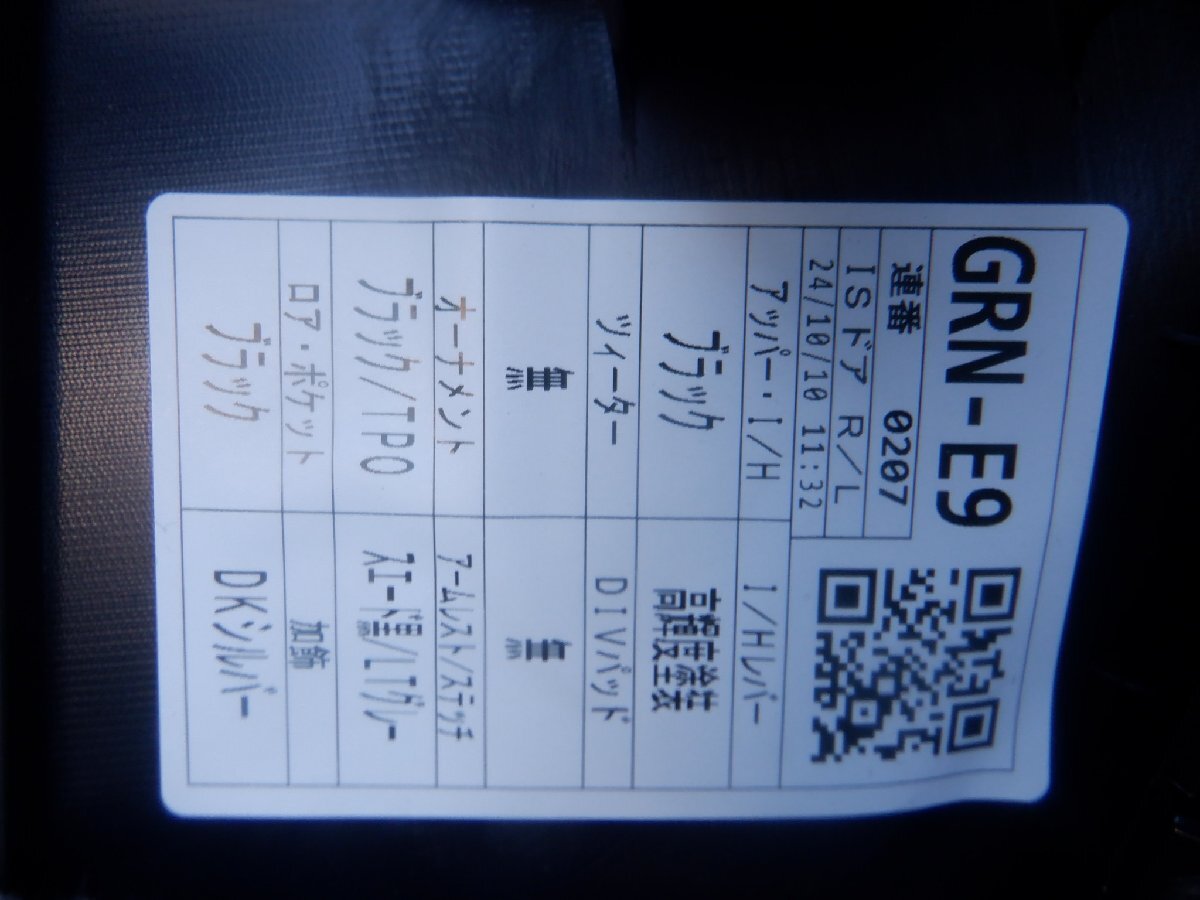 GRN-E9
連番 0207
ISドア R/L
24/10/10 11:32
アッパー・I/H
I/Hレバー
ブラック
高輝度塗装
ツィーター
DIVパッド
無
無
オーナメント
アームレスト/ステッチ
ブラック/TPO
スエード黒/LTグレー
ロア・ポケット
加飾
ブラック
DKシルバー